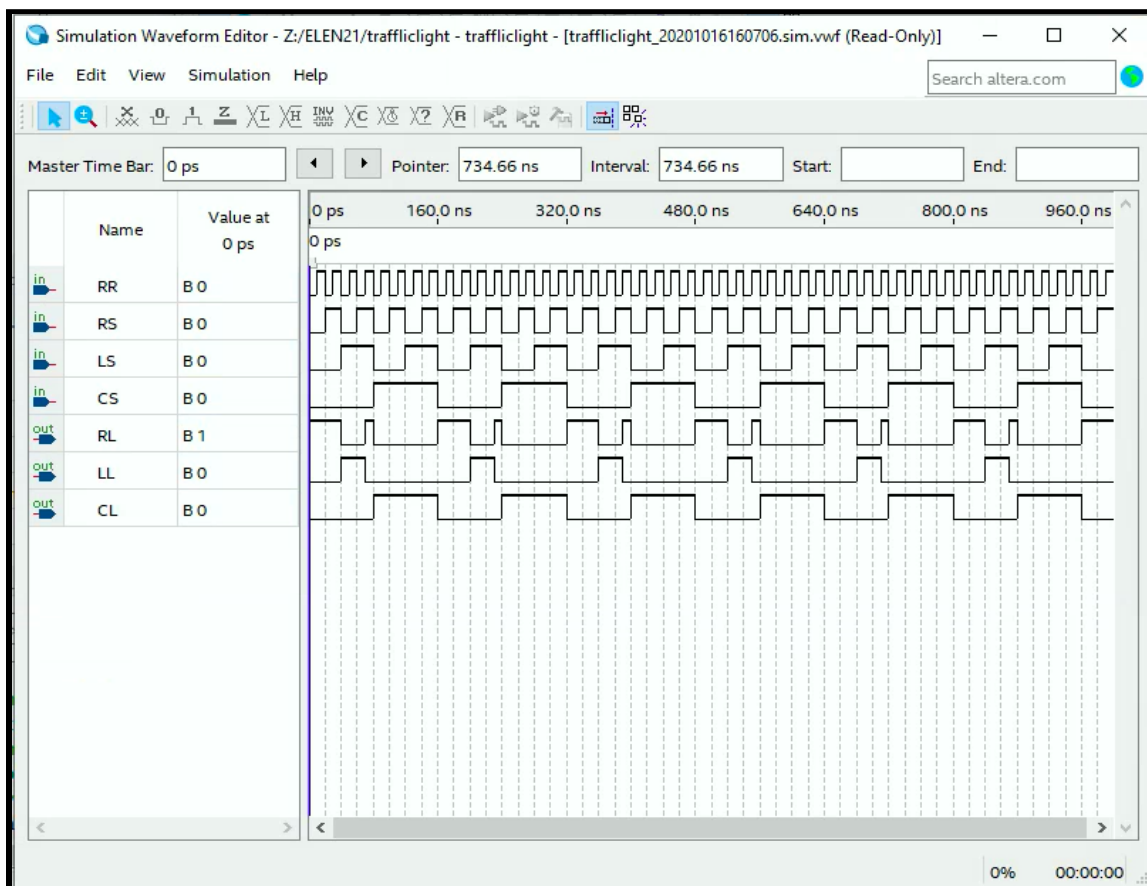 Simulation Waveform Editor - Z:/ELEN21/traffliclight - traffliclight - [traffliclight_20201016160706.sim.vwf (Read-Only)]
File Edit View Simulation Help
Search altera.com
Master Time Bar: 0 ps Pointer: 734.66 ns Interval: 734.66 ns Start: End:
Name Value at 0 ps
0 ps 160.0 ns 320.0 ns 480.0 ns 640.0 ns 800.0 ns 960.0 ns
0 ps
in RR B 0
in RS B 0
in LS B 0
in CS B 0
out RL B 1
out LL B 0
out CL B 0
0% 00:00:00